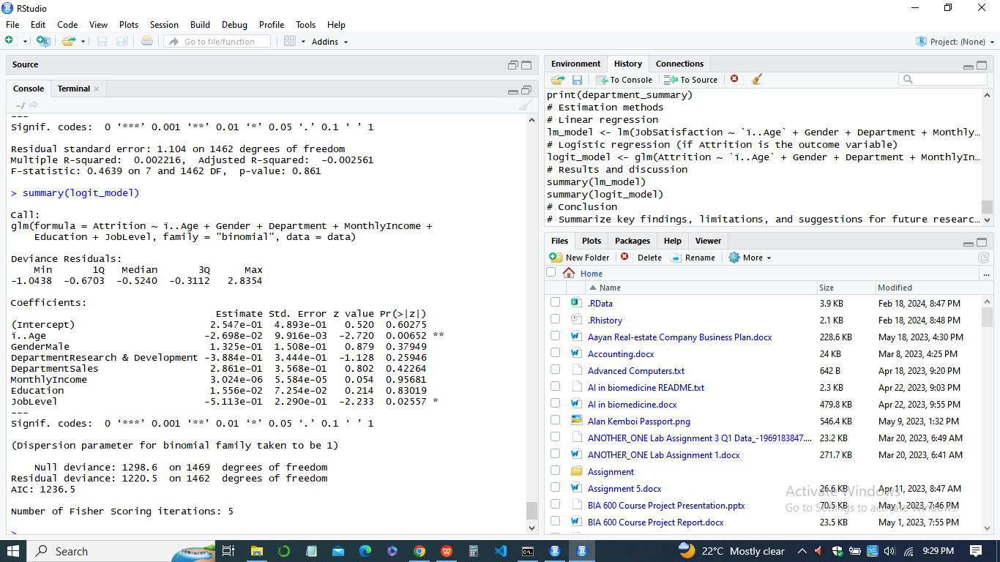 RStudio
File Edit Code View Plots Session Build Debug Profile Tools Help
Go to file/function Addins Project: (None)
Source
Console Terminal
~/
---
Signif. codes:  0 ‘***’ 0.001 ‘**’ 0.01 ‘*’ 0.05 ‘.’ 0.1 ‘ ’ 1
Residual standard error: 1.104 on 1462 degrees of freedom
Multiple R-squared:  0.002216,  Adjusted R-squared:  -0.002561
F-statistic: 0.4639 on 7 and 1462 DF,  p-value: 0.861
> summary(logit_model)
Call:
glm(formula = Attrition ~ ï..Age + Gender + Department + MonthlyIncome +
    Education + JobLevel, family = "binomial", data = data)
Deviance Residuals:
    Min       1Q   Median       3Q      Max
-1.0438  -0.6703  -0.5240  -0.3112   2.8354
Coefficients:
                                   Estimate Std. Error z value Pr(>|z|)
(Intercept)                       2.547e-01  4.893e-01   0.520  0.60275
ï..Age                           -2.698e-02  9.916e-03  -2.720  0.00652 **
GenderMale                        1.325e-01  1.508e-01   0.879  0.37949
DepartmentResearch & Development -3.884e-01  3.444e-01  -1.128  0.25946
DepartmentSales                   2.861e-01  3.568e-01   0.802  0.42264
MonthlyIncome                     3.024e-06  5.584e-05   0.054  0.95681
Education                         1.556e-02  7.254e-02   0.214  0.83019
JobLevel                         -5.113e-01  2.290e-01  -2.233  0.02557 *
---
Signif. codes:  0 ‘***’ 0.001 ‘**’ 0.01 ‘*’ 0.05 ‘.’ 0.1 ‘ ’ 1
(Dispersion parameter for binomial family taken to be 1)
    Null deviance: 1298.6  on 1469  degrees of freedom
Residual deviance: 1220.5  on 1462  degrees of freedom
AIC: 1236.5
Number of Fisher Scoring iterations: 5
>
Environment History Connections
To Console To Source
print(department_summary)
# Estimation methods
# Linear regression
lm_model <- lm(JobSatisfaction ~ `ï..Age` + Gender + Department + Monthly…
# Logistic regression (if Attrition is the outcome variable)
logit_model <- glm(Attrition ~ `ï..Age` + Gender + Department + MonthlyIn…
# Results and discussion
summary(lm_model)
summary(logit_model)
# Conclusion
# Summarize key findings, limitations, and suggestions for future researc…
Files Plots Packages Help Viewer
New Folder Delete Rename More
Home ...
Name Size Modified
.RData 3.9 KB Feb 18, 2024, 8:47 PM
.Rhistory 2.1 KB Feb 18, 2024, 8:48 PM
Aayan Real-estate Company Business Plan.docx 228.6 KB May 18, 2023, 4:30 PM
Accounting.docx 24 KB Mar 8, 2023, 4:25 PM
Advanced Computers.txt 642 B Apr 18, 2023, 9:20 PM
AI in biomedicine README.txt 2.3 KB Apr 22, 2023, 9:03 PM
AI in biomedicine.docx 479.8 KB Apr 22, 2023, 9:55 PM
Alan Kemboi Passport.png 546.4 KB May 9, 2023, 1:32 PM
ANOTHER_ONE Lab Assignment 3 Q1 Data_-1969183847.... 23.2 KB Mar 20, 2023, 6:49 AM
ANOTHER_ONE Lab Assignment 1.docx 271.7 KB Mar 20, 2023, 6:41 AM
Assignment
Assignment 5.docx 26.6 KB Apr 11, 2023, 8:47 AM
BIA 600 Course Project Presentation.pptx 70.5 KB May 1, 2023, 7:46 PM
BIA 600 Course Project Report.docx 23.5 KB May 1, 2023, 7:55 PM
Activate Windows
Go to Settings to activate Windows.
Search 22°C Mostly clear 9:29 PM